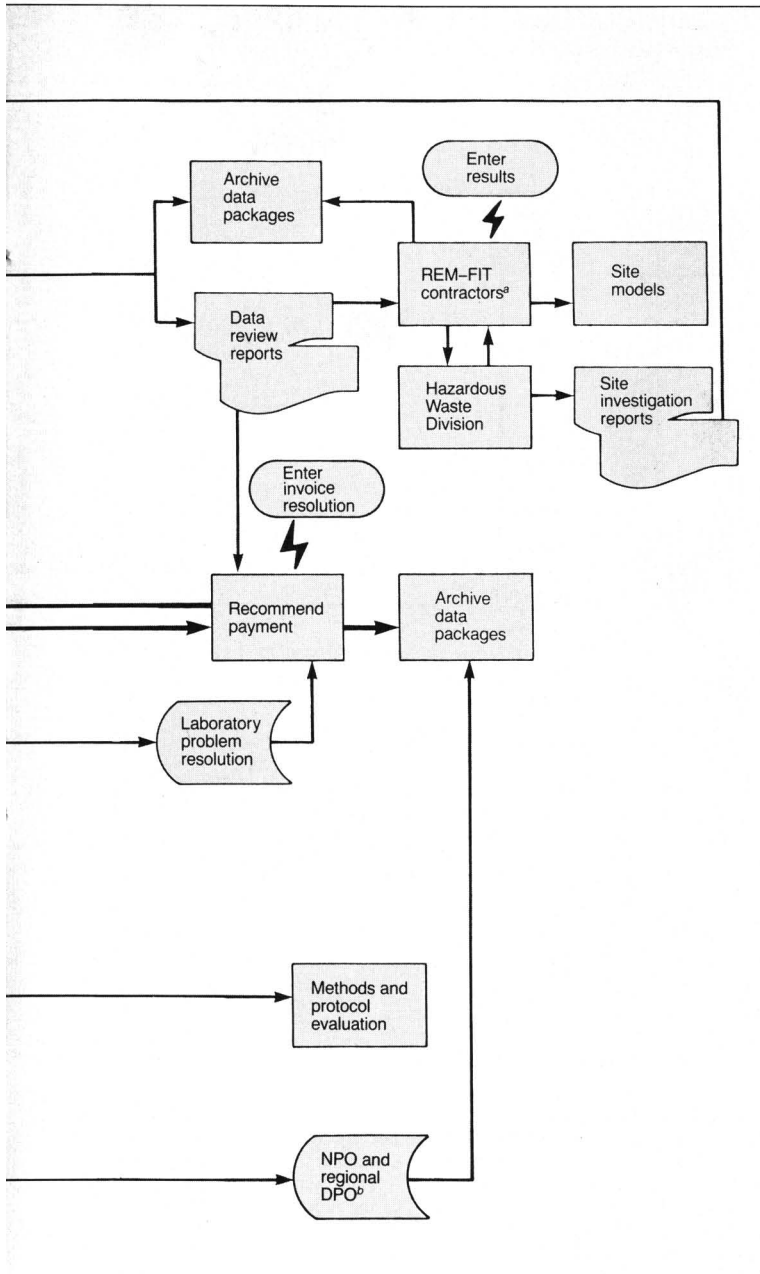 Enter
results
Archive
data
packages
REM–FIT
contractorsᵃ
Site
models
Data
review
reports
Hazardous
Waste
Division
Site
investigation
reports
Enter
invoice
resolution
Recommend
payment
Archive
data
packages
Laboratory
problem
resolution
Methods and
protocol
evaluation
NPO and
regional
DPOᵇ